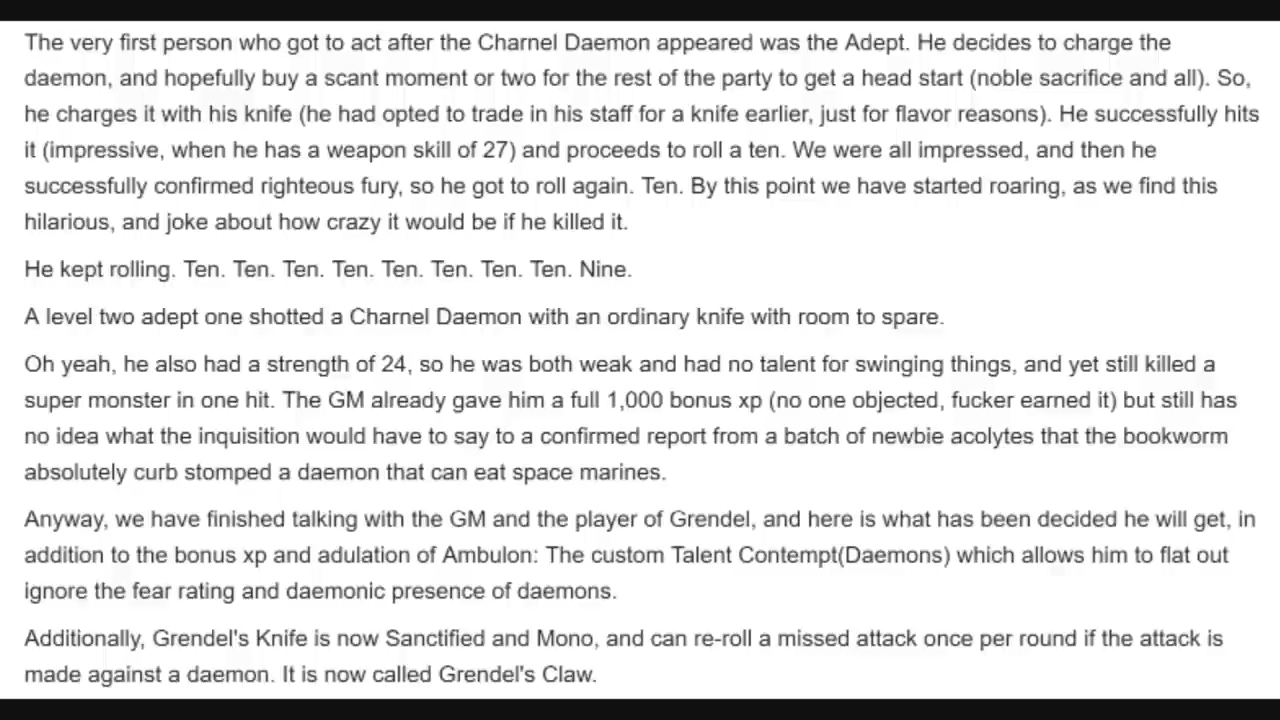 The very first person who got to act after the Charnel Daemon appeared was the Adept. He decides to charge the
daemon, and hopefully buy a scant moment or two for the rest of the party to get a head start (noble sacrifice and all). So,
he charges it with his knife (he had opted to trade in his staff for a knife earlier, just for flavor reasons). He successfully hits
it (impressive, when he has a weapon skill of 27) and proceeds to roll a ten. We were all impressed, and then he
successfully confirmed righteous fury, so he got to roll again. Ten. By this point we have started roaring, as we find this
hilarious, and joke about how crazy it would be if he killed it.
He kept rolling. Ten. Ten. Ten. Ten. Ten. Ten. Ten. Ten. Nine.
A level two adept one shotted a Charnel Daemon with an ordinary knife with room to spare.
Oh yeah, he also had a strength of 24, so he was both weak and had no talent for swinging things, and yet still killed a
super monster in one hit. The GM already gave him a full 1,000 bonus xp (no one objected, fucker earned it) but still has
no idea what the inquisition would have to say to a confirmed report from a batch of newbie acolytes that the bookworm
absolutely curb stomped a daemon that can eat space marines.
Anyway, we have finished talking with the GM and the player of Grendel, and here is what has been decided he will get, in
addition to the bonus xp and adulation of Ambulon: The custom Talent Contempt(Daemons) which allows him to flat out
ignore the fear rating and daemonic presence of daemons.
Additionally, Grendel's Knife is now Sanctified and Mono, and can re-roll a missed attack once per round if the attack is
made against a daemon. It is now called Grendel's Claw.